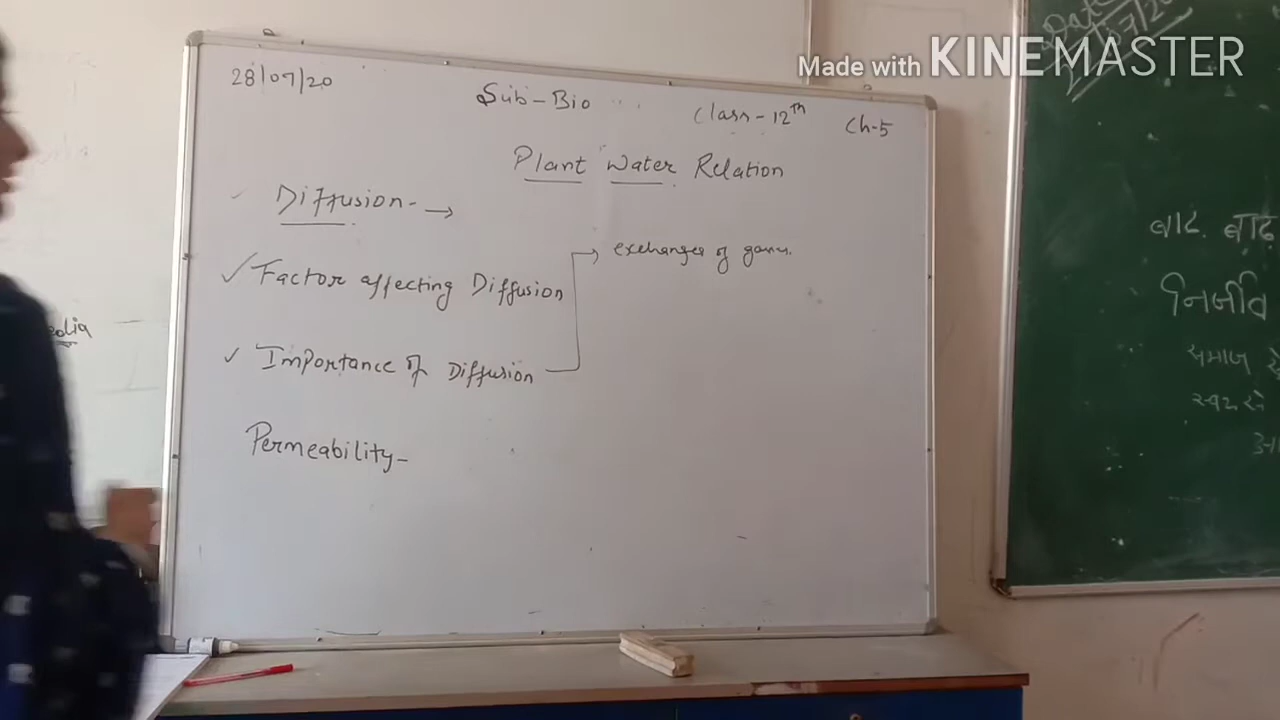 Made with KINEMASTER
28/07/20
Sub-Bio
Class-12th
Ch-5
Plant Water Relation
Diffusion- →
→ exchanges of gases.
✓ Factor affecting Diffusion
✓ Importance of Diffusion
Permeability-
बाद
निर्जीव
समाज